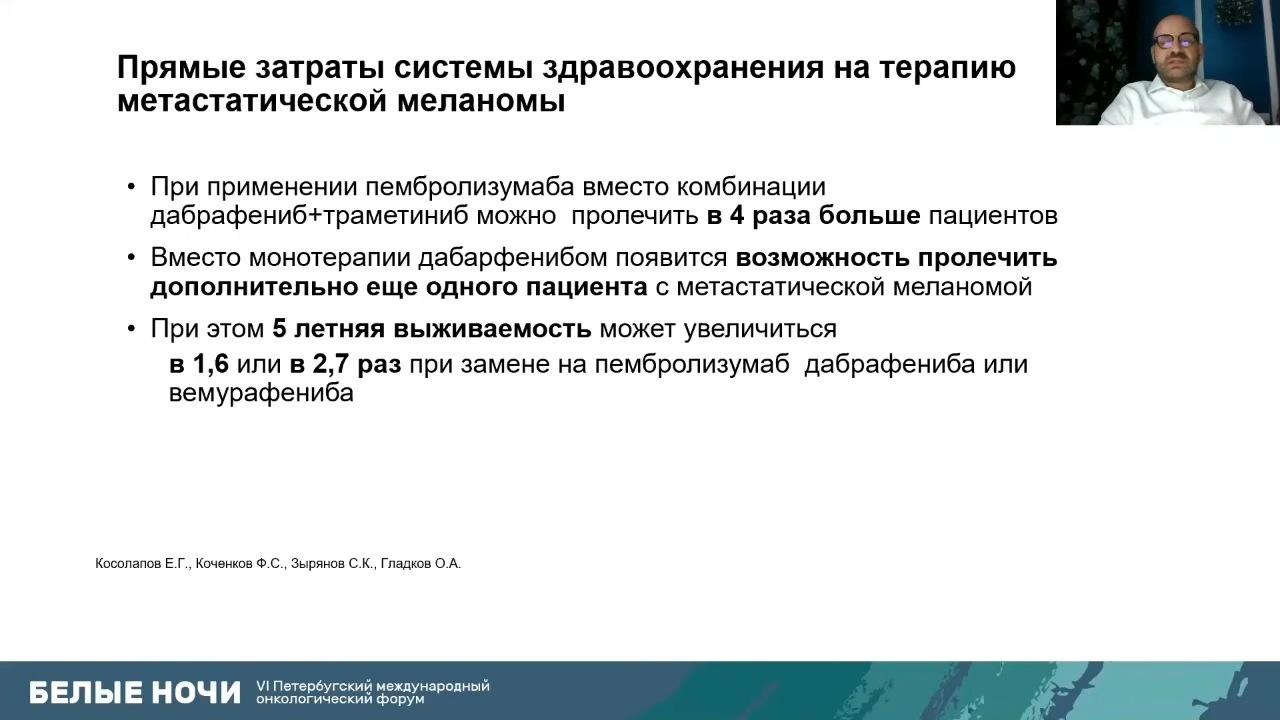 Прямые затраты системы здравоохранения на терапию
метастатической меланомы
• При применении пембролизумаба вместо комбинации
дабрафениб+траметиниб можно  пролечить в 4 раза больше пациентов
• Вместо монотерапии дабарфенибом появится возможность пролечить
дополнительно еще одного пациента с метастатической меланомой
• При этом 5 летняя выживаемость может увеличиться
в 1,6 или в 2,7 раз при замене на пембролизумаб  дабрафениба или
вемурафениба
Косолапов Е.Г., Коченков Ф.С., Зырянов С.К., Гладков О.А.
БЕЛЫЕ НОЧИ
VI Петербугский международный
онкологический форум